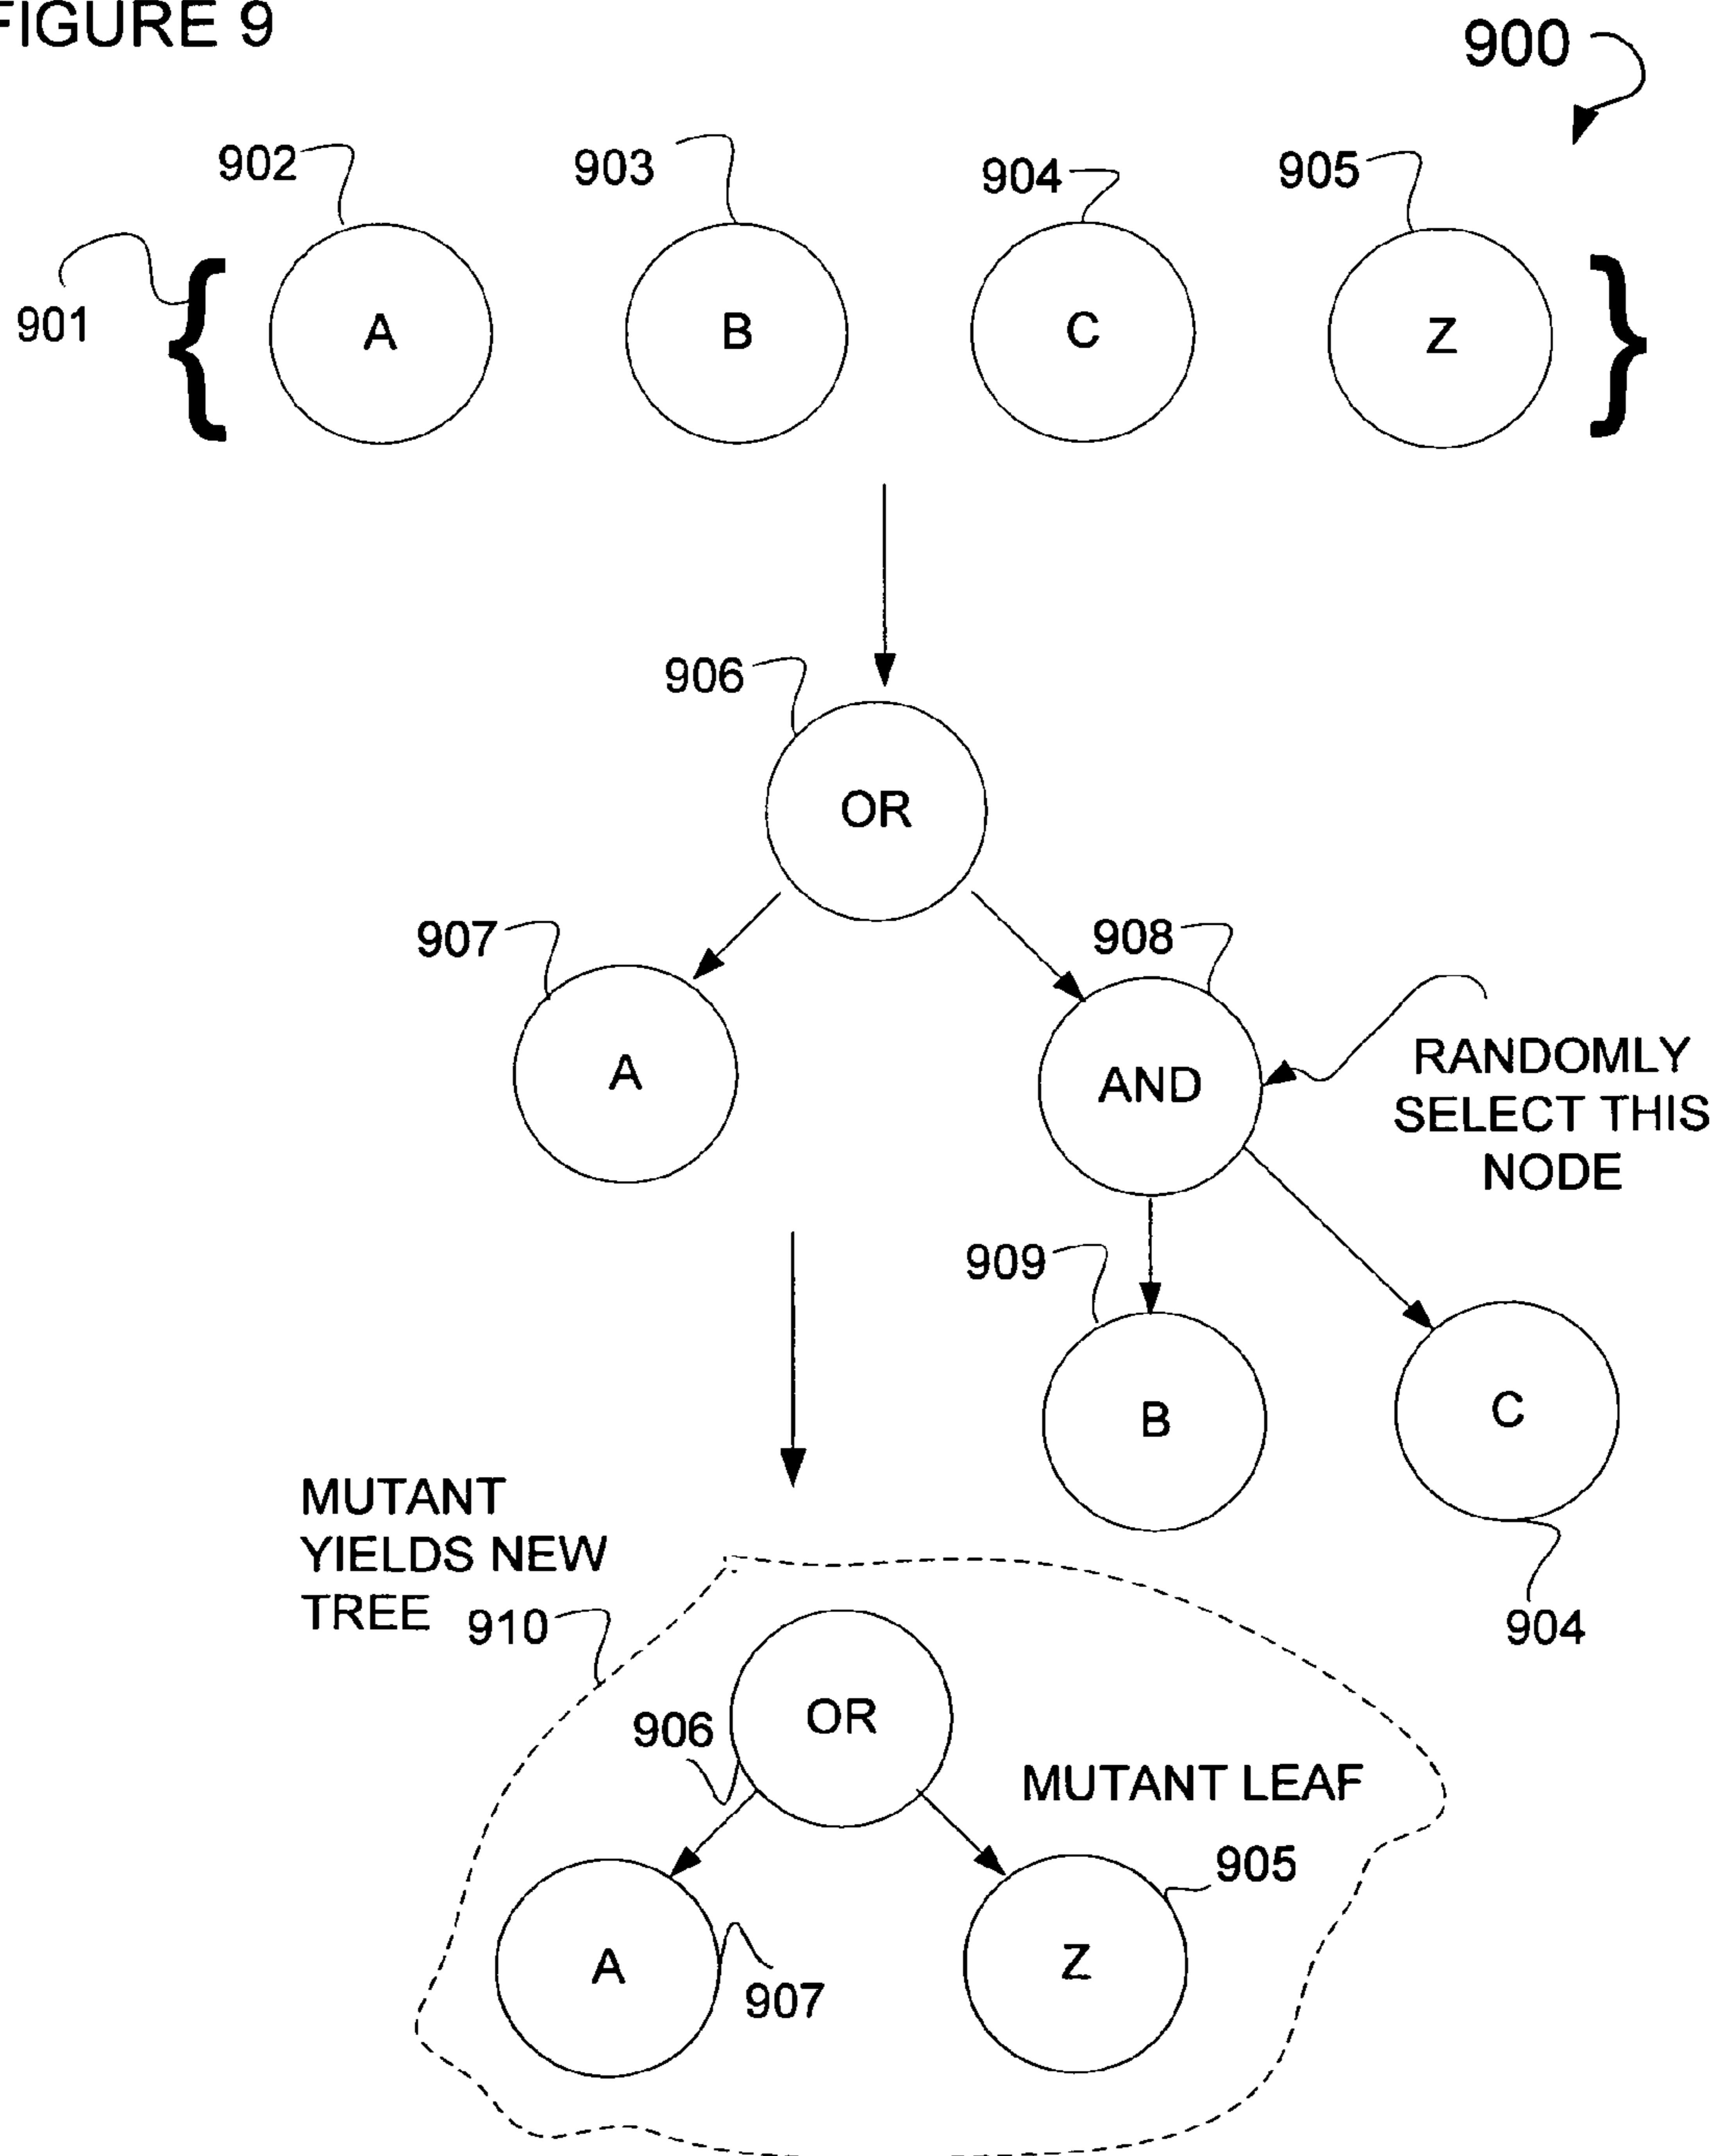 FIGURE 9
900
902
903
904
905
901
{
A
B
C
Z
}
906
OR
907
908
A
AND
RANDOMLY
SELECT THIS
NODE
909
B
C
904
MUTANT
YIELDS NEW
TREE
910
OR
906
MUTANT LEAF
905
A
Z
907